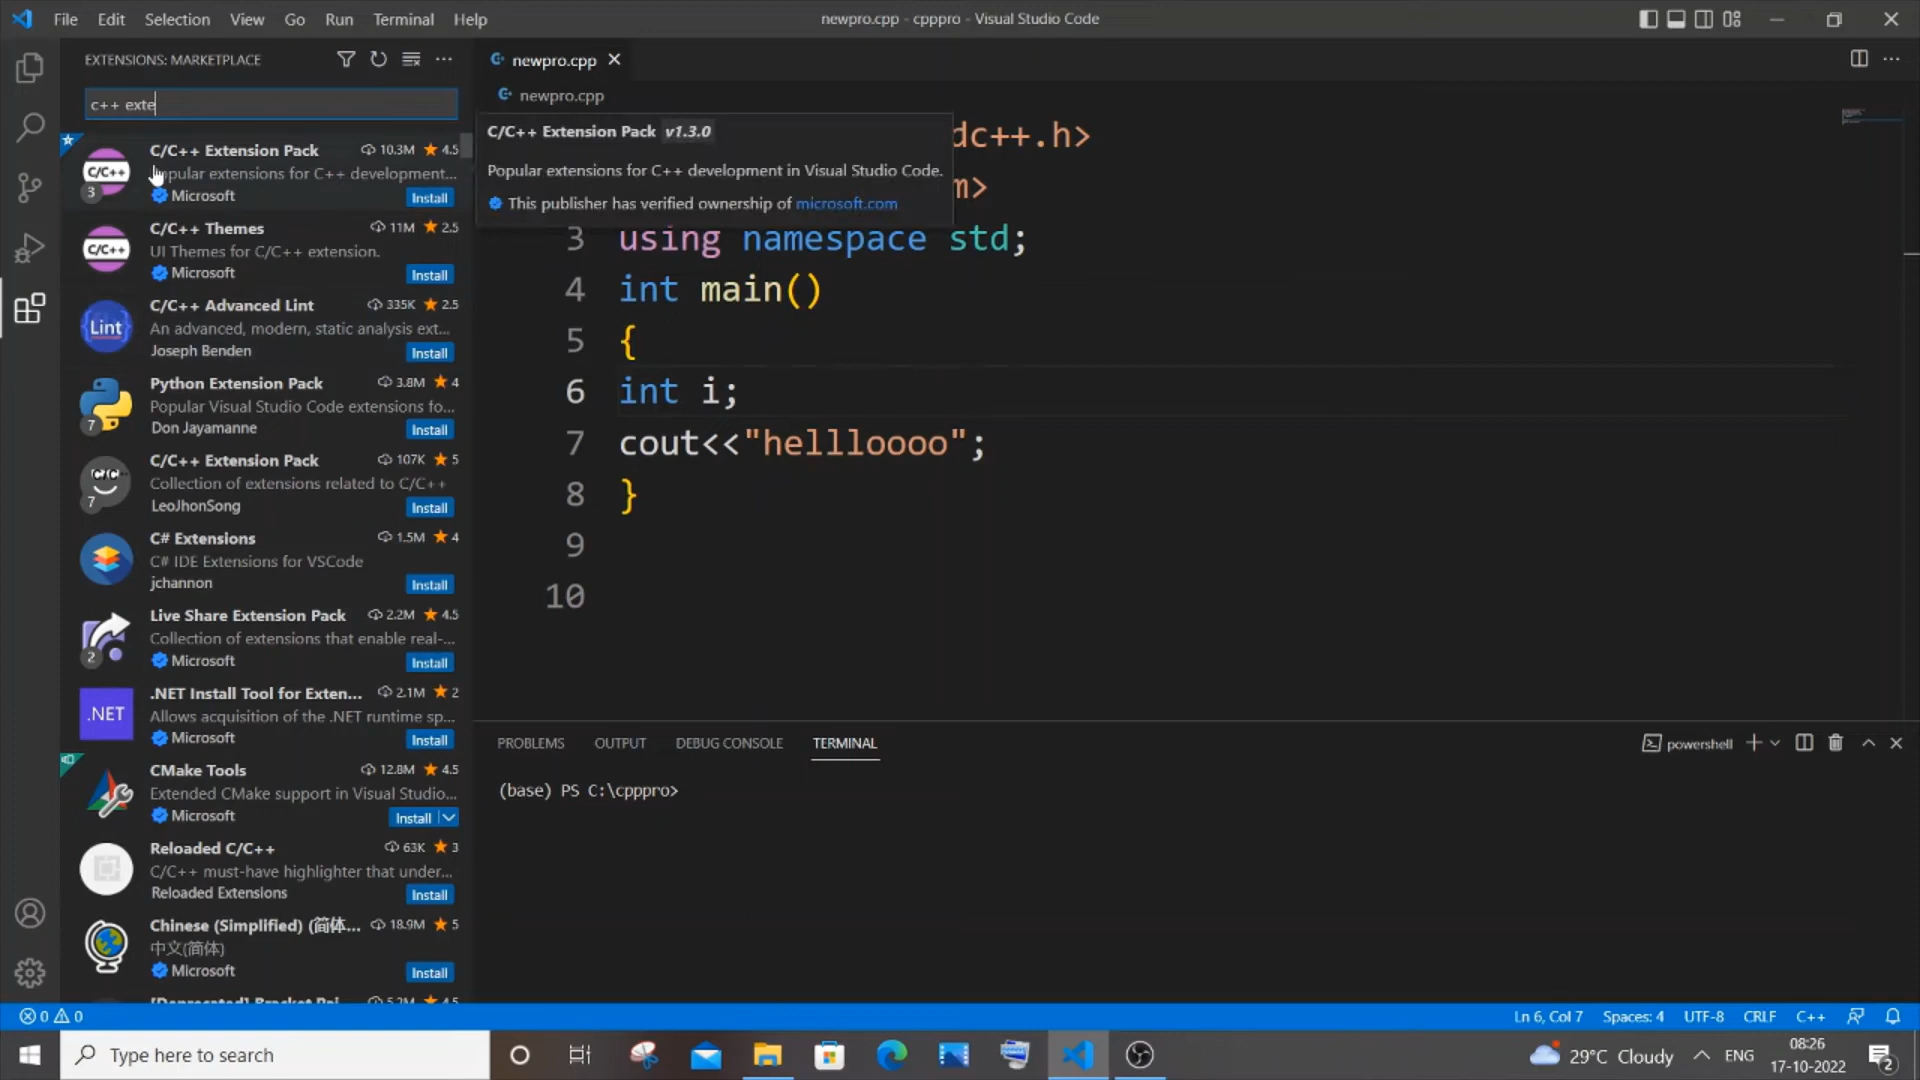 File Edit Selection View Go Run Terminal Help
newpro.cpp - cpppro - Visual Studio Code
EXTENSIONS: MARKETPLACE
c++ exte
C/C++ Extension Pack 10.3M 4.5
opular extensions for C++ development...
Microsoft Install
3
C/C++ Themes 11M 2.5
UI Themes for C/C++ extension.
Microsoft Install
C/C++ Advanced Lint 335K 2.5
An advanced, modern, static analysis ext...
Joseph Benden Install
Lint
Python Extension Pack 3.8M 4
Popular Visual Studio Code extensions fo...
Don Jayamanne Install
7
C/C++ Extension Pack 107K 5
Collection of extensions related to C/C++
LeoJhonSong Install
7
C# Extensions 1.5M 4
C# IDE Extensions for VSCode
jchannon Install
Live Share Extension Pack 2.2M 4.5
Collection of extensions that enable real-...
Microsoft Install
2
.NET Install Tool for Exten... 2.1M 2
Allows acquisition of the .NET runtime sp...
Microsoft Install
.NET
CMake Tools 12.8M 4.5
Extended CMake support in Visual Studio...
Microsoft Install
Reloaded C/C++ 63K 3
C/C++ must-have highlighter that under...
Reloaded Extensions Install
Chinese (Simplified) (简体... 18.9M 5
中文(简体)
Microsoft Install
[Deprecated] Bracket Pai... 5.2M 4.5
newpro.cpp
newpro.cpp
C/C++ Extension Pack v1.3.0
Popular extensions for C++ development in Visual Studio Code.
This publisher has verified ownership of microsoft.com
dc++.h>
m>
3 using namespace std;
4 int main()
5 {
6 int i;
7 cout<<"hellloooo";
8 }
9
10
PROBLEMS OUTPUT DEBUG CONSOLE TERMINAL
powershell
(base) PS C:\cpppro>
0 0
Ln 6, Col 7 Spaces: 4 UTF-8 CRLF C++
Type here to search
29°C Cloudy ENG
08:26
17-10-2022
2